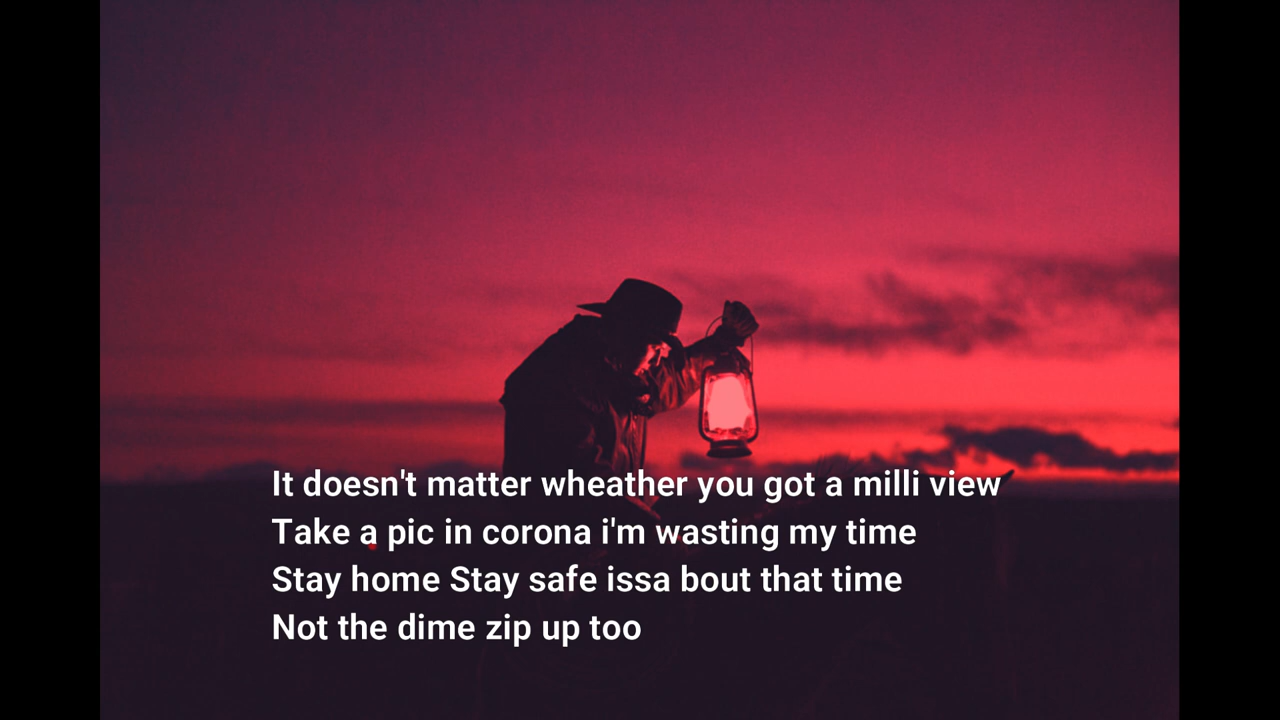 It doesn't matter wheather you got a milli view
Take a pic in corona i'm wasting my time
Stay home Stay safe issa bout that time
Not the dime zip up too